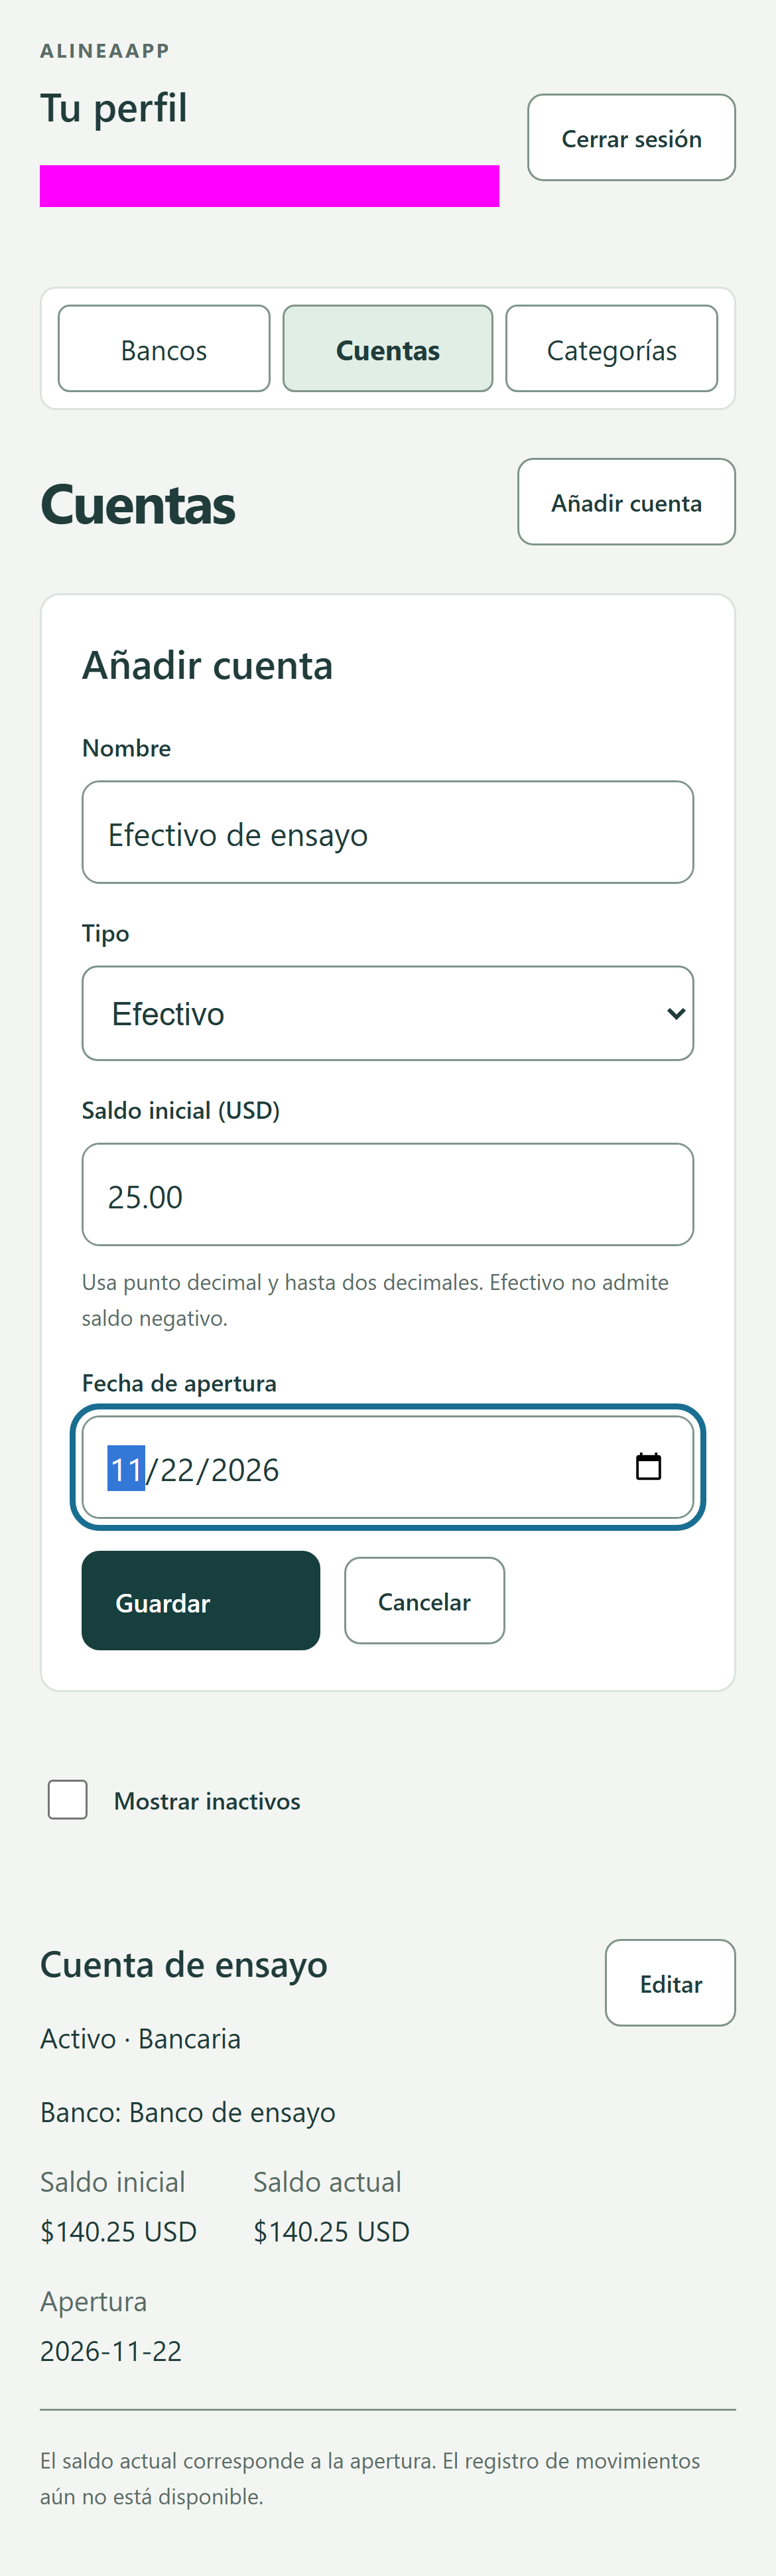 ALINEAAPP
Tu perfil
Cerrar sesión
Bancos
Cuentas
Categorías
Cuentas
Añadir cuenta
Añadir cuenta
Nombre
Efectivo de ensayo
Tipo
Efectivo
Saldo inicial (USD)
25.00
Usa punto decimal y hasta dos decimales. Efectivo no admite
saldo negativo.
Fecha de apertura
11/22/2026
Guardar
Cancelar
Mostrar inactivos
Cuenta de ensayo
Editar
Activo · Bancaria
Banco: Banco de ensayo
Saldo inicial
Saldo actual
$140.25 USD
$140.25 USD
Apertura
2026-11-22
El saldo actual corresponde a la apertura. El registro de movimientos
aún no está disponible.